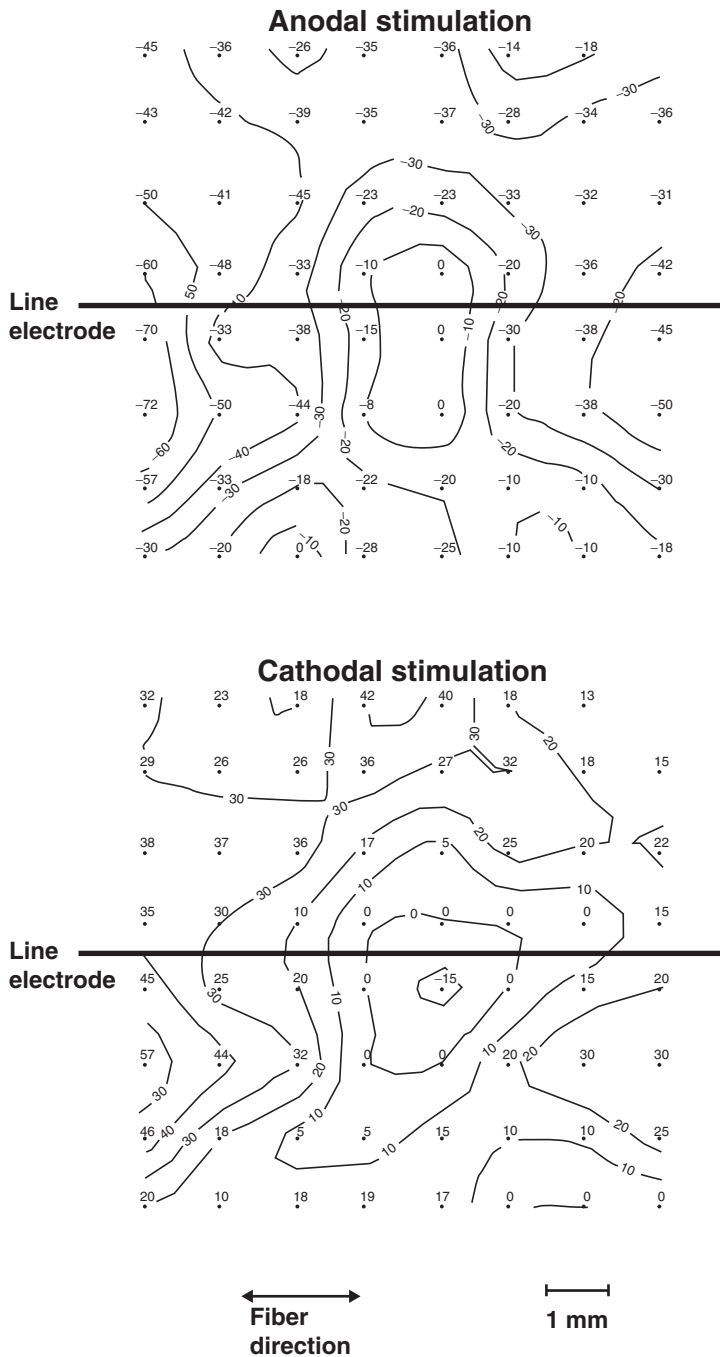 Anodal stimulation
−45 −36 −26 −35 −36 −14 −18
−30
−43 −42 −39 −35 −37 −28 −34 −36
−30
−30
−50 −41 −45 −23 −23 −33 −32 −31
−20
−30
−60 −48 −33 −10 0 −20 −36 −42
50 −20 −20
Line
electrode
−20 −10
−70 −33 −38 −15 0 −30 −38 −45
−72 −50 −44 −8 0 −20 −38 −50
−30
−60 −40 −20 −20
−57 −33 −18 −22 −20 −10 −10 −30
−30
−20 −10
−10
−30 −20 0 −28 −25 −10 −10 −18
Cathodal stimulation
32 23 18 42 40 18 13
30 20
30
29 26 26 36 27 32 18 15
30 30
20
38 37 36 17 5 25 20 22
30 10 10
35 30 10 0 0 0 0 0 15
Line
electrode
45 25 20 0 −15 0 15 20
30 10
10 20
57 44 32 0 0 20 30 30
30 20
10 20
40 30
46 18 5 5 15 10 10 25
10 10
20 10 18 19 17 0 0 0
Fiber
direction
1 mm